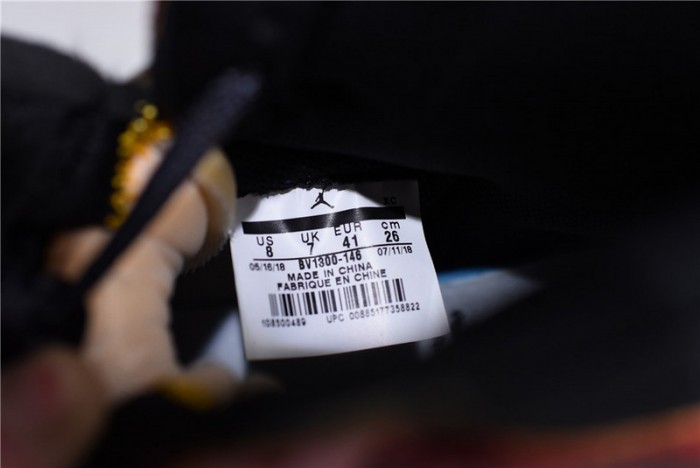 US UK EUR cm
8 7 41 26
05/16/18 BV1300-146 07/11/18
MADE IN CHINA
FABRIQUE EN CHINE
108500489 UPC 00885177358822